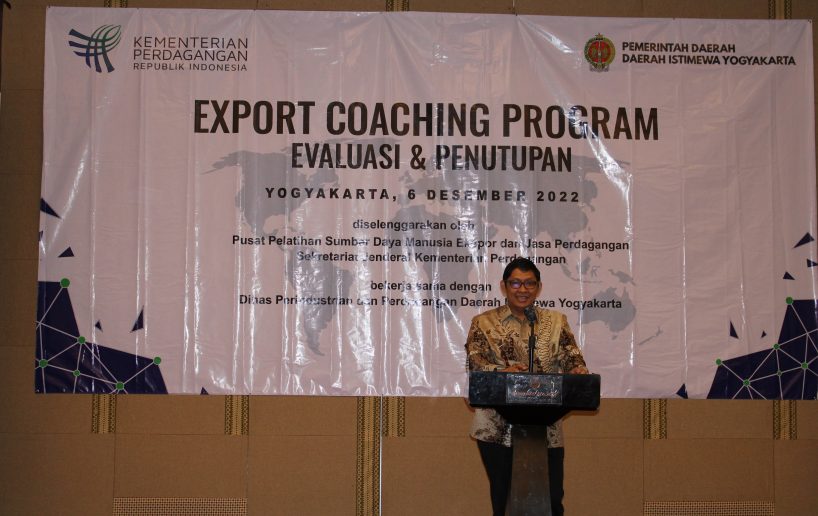 KEMENTERIAN
PERDAGANGAN
REPUBLIK INDONESIA
PEMERINTAH DAERAH
DAERAH ISTIMEWA YOGYAKARTA
EXPORT COACHING PROGRAM
EVALUASI & PENUTUPAN
YOGYAKARTA, 6 DESEMBER 2022
diselenggarakan oleh
Pusat Pelatihan Sumber Daya Manusia Ekspor dan Jasa Perdagangan
Sekretariat Jenderal Kementerian Perdagangan
bekerja sama dengan
Dinas Perindustrian dan Perdagangan Daerah Istimewa Yogyakarta